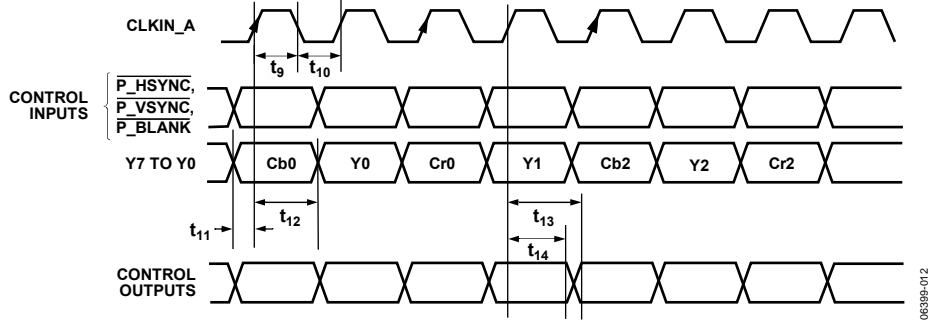 CLKIN_A
t9
t10
CONTROL
INPUTS
P_HSYNC,
P_VSYNC,
P_BLANK
Y7 TO Y0
Cb0
Y0
Cr0
Y1
Cb2
Y2
Cr2
t12
t13
t11
t14
CONTROL
OUTPUTS
06399-012